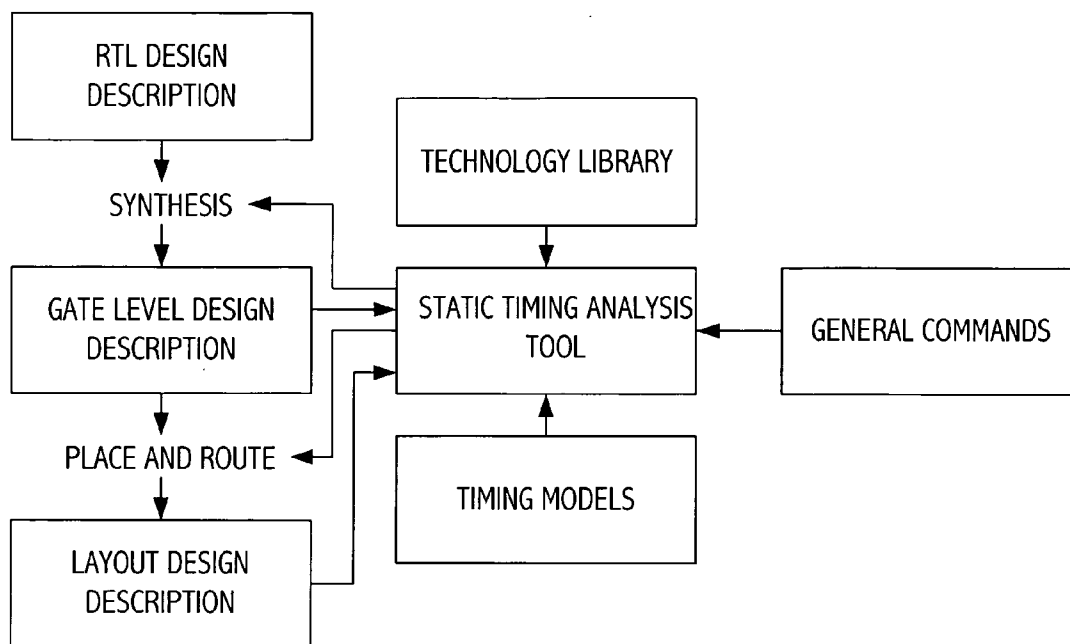 RTL DESIGN
DESCRIPTION
SYNTHESIS
GATE LEVEL DESIGN
DESCRIPTION
PLACE AND ROUTE
LAYOUT DESIGN
DESCRIPTION
TECHNOLOGY LIBRARY
STATIC TIMING ANALYSIS
TOOL
TIMING MODELS
GENERAL COMMANDS